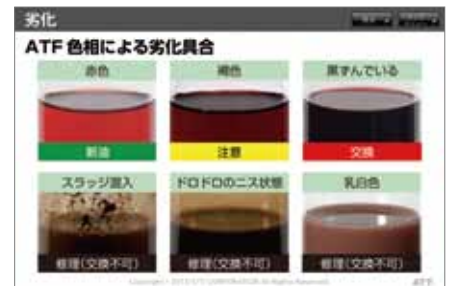 劣化
ATF 色相による劣化具合
赤色
褐色
黒ずんでいる
新油
注意
交換
スラッジ混入
ドロドロのニス状態
乳白色
修理(交換不可)
修理(交換不可)
修理(交換不可)